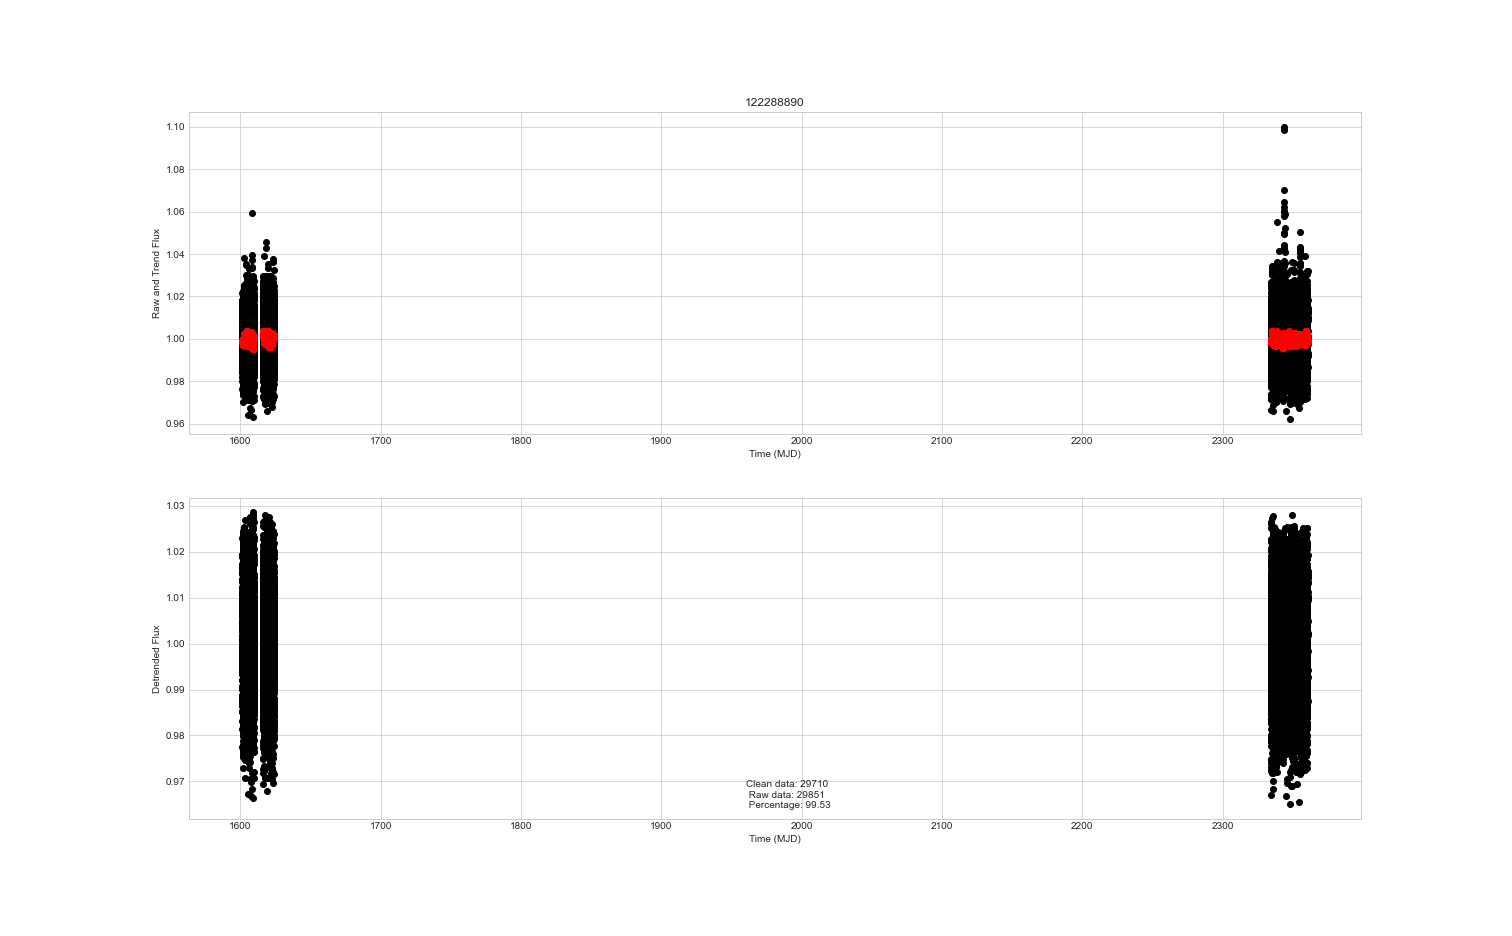 122288890
1.10
1.08
1.06
1.04
1.02
1.00
0.98
0.96
Raw and Trend Flux
1600 1700 1800 1900 2000 2100 2200 2300
Time (MJD)
1.03
1.02
1.01
1.00
0.99
0.98
0.97
Detrended Flux
Clean data: 29710
Raw data: 29851
Percentage: 99.53
1600 1700 1800 1900 2000 2100 2200 2300
Time (MJD)